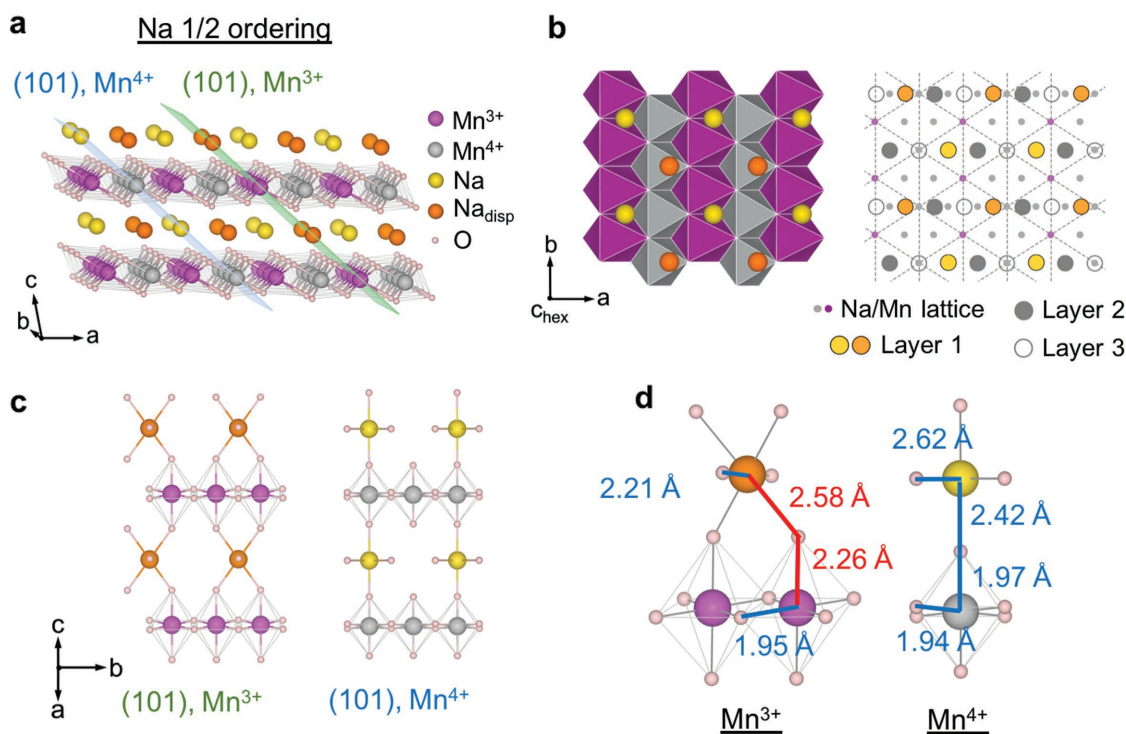 a
Na 1/2 ordering
(101), Mn⁴⁺
(101), Mn³⁺
Mn³⁺
Mn⁴⁺
Na
Na_disp
O
c
b
a
b
b
c_hex
a
Na/Mn lattice
Layer 2
Layer 1
Layer 3
c
c
b
a
(101), Mn³⁺
(101), Mn⁴⁺
d
2.21 Å
2.58 Å
2.26 Å
1.95 Å
Mn³⁺
2.62 Å
2.42 Å
1.97 Å
1.94 Å
Mn⁴⁺